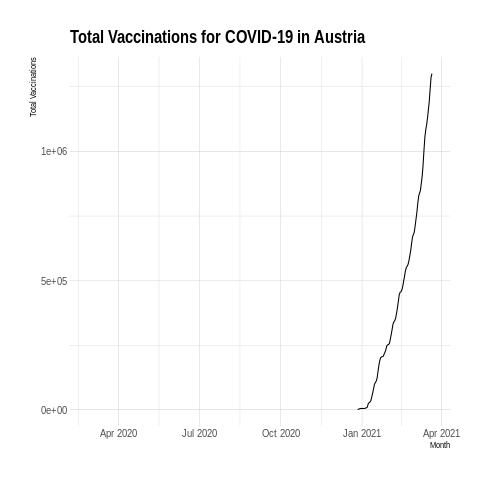 Total Vaccinations for COVID-19 in Austria
Total Vaccinations
1e+06
5e+05
0e+00
Apr 2020
Jul 2020
Oct 2020
Jan 2021
Apr 2021
Month